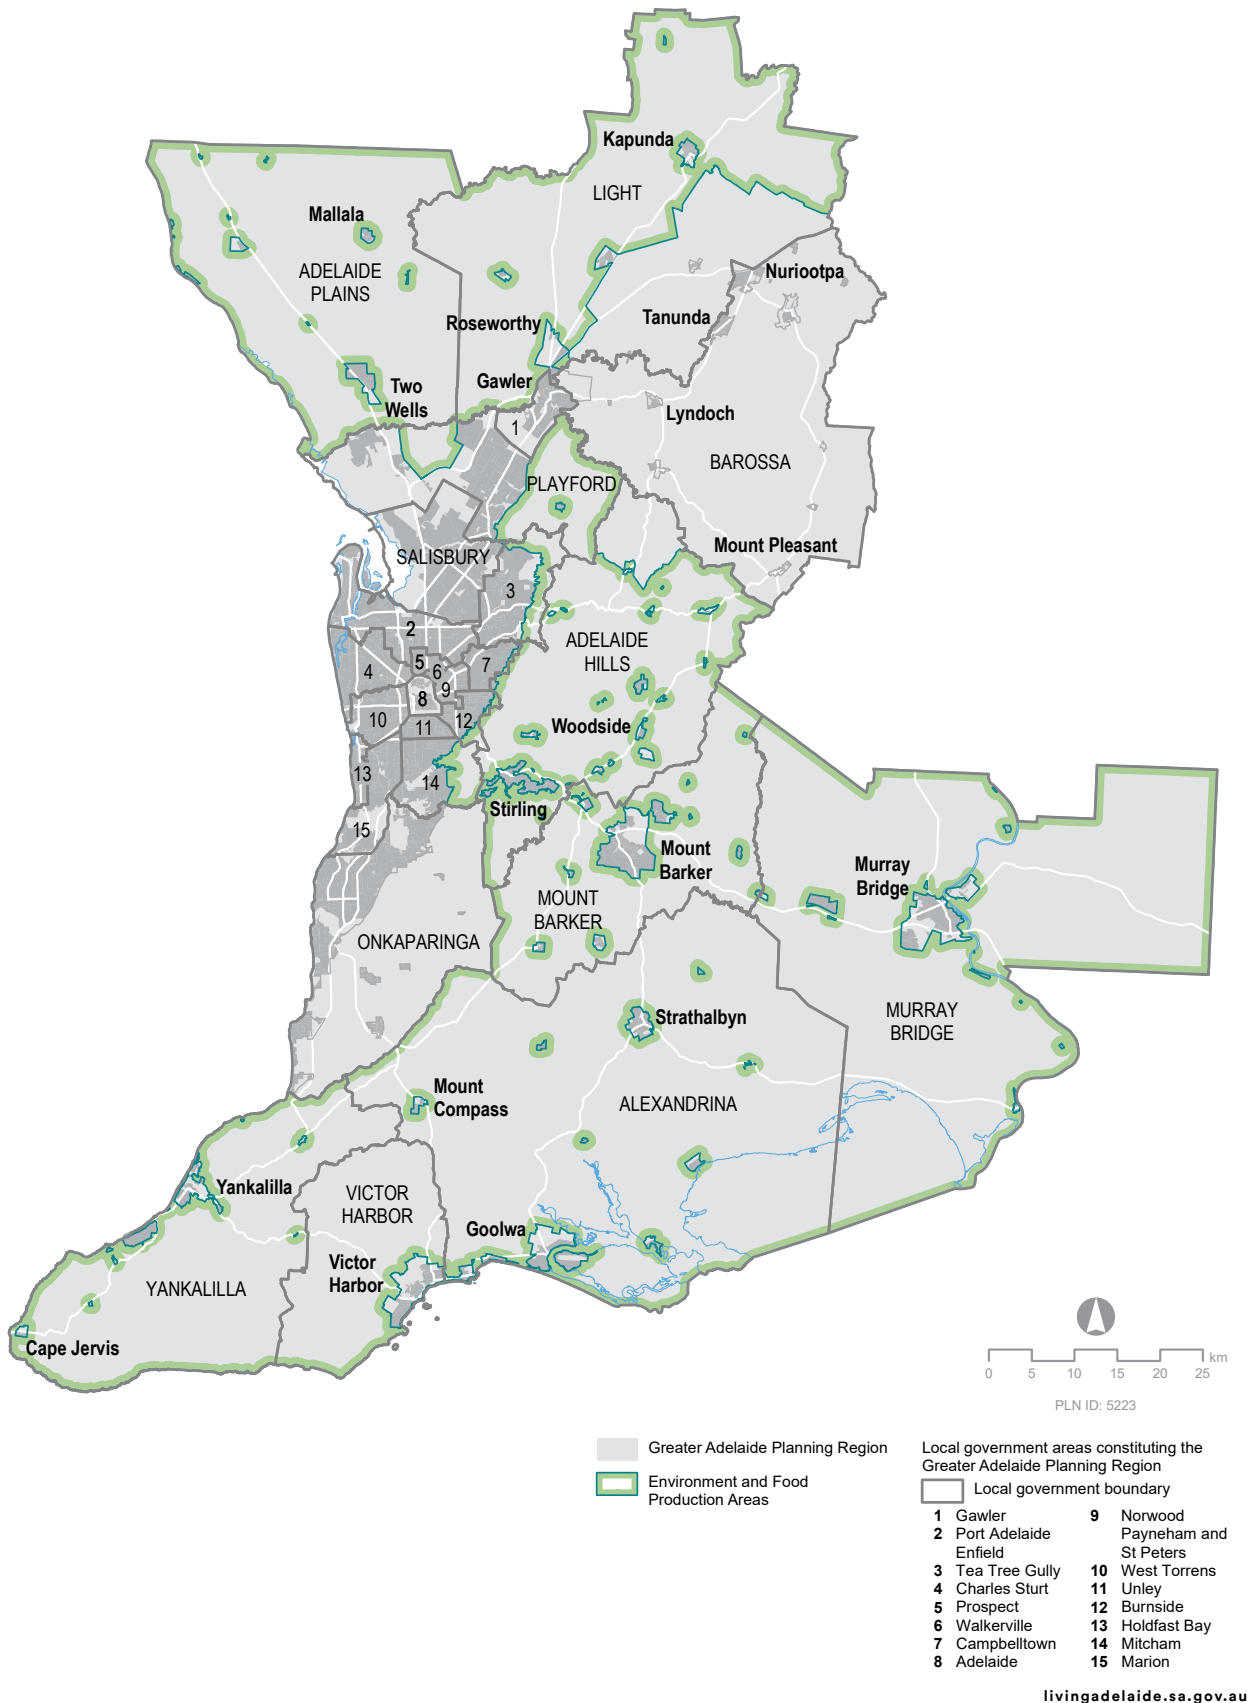 Kapunda
LIGHT
Mallala
ADELAIDE
PLAINS
Nuriootpa
Roseworthy
Tanunda
Two
Wells
Gawler
Lyndoch
1
BAROSSA
PLAYFORD
Mount Pleasant
SALISBURY
3
2
ADELAIDE
HILLS
4
5
6
7
8
9
10
11
12
Woodside
13
14
Stirling
15
Mount
Barker
Murray
Bridge
MOUNT
BARKER
ONKAPARINGA
MURRAY
BRIDGE
Strathalbyn
Mount
Compass
ALEXANDRINA
Yankalilla
VICTOR
HARBOR
Goolwa
Victor
Harbor
YANKALILLA
Cape Jervis
km
0 5 10 15 20 25
PLN ID: 5223
Greater Adelaide Planning Region
Environment and Food
Production Areas
Local government areas constituting the
Greater Adelaide Planning Region
Local government boundary
1 Gawler
2 Port Adelaide
Enfield
3 Tea Tree Gully
4 Charles Sturt
5 Prospect
6 Walkerville
7 Campbelltown
8 Adelaide
9 Norwood
Payneham and
St Peters
10 West Torrens
11 Unley
12 Burnside
13 Holdfast Bay
14 Mitcham
15 Marion
livingadelaide.sa.gov.au